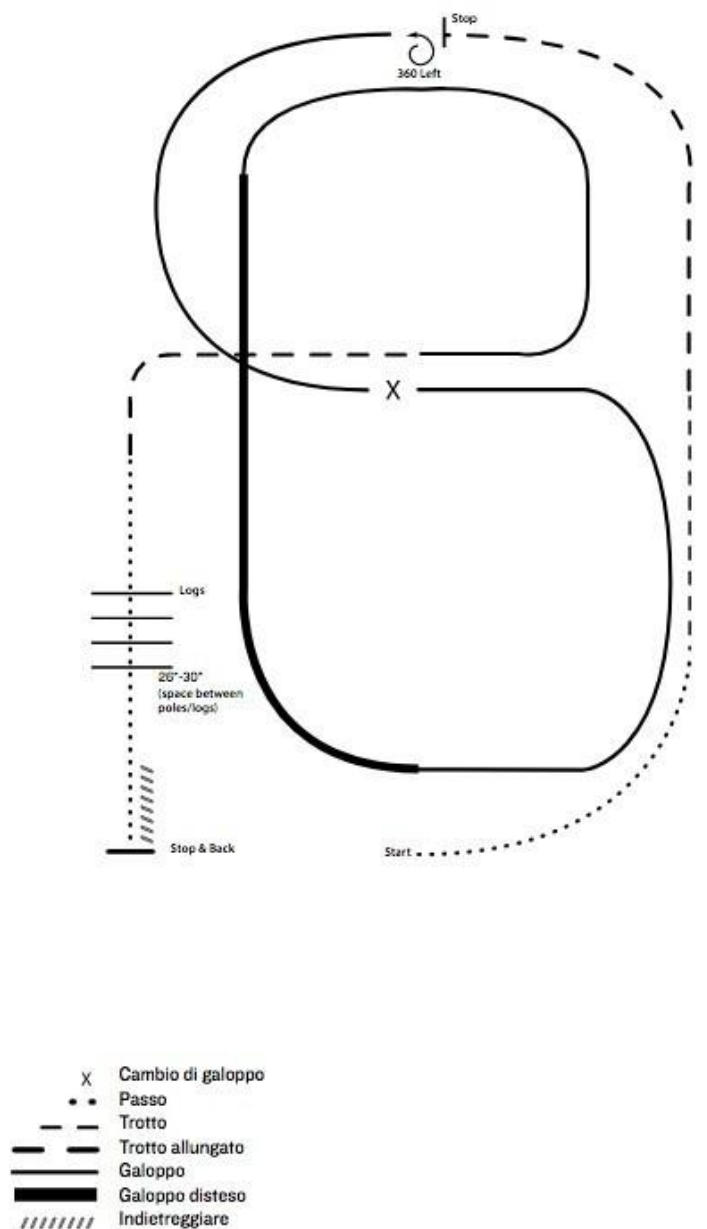 Stop
360 Left
X
Logs
26"-30"
(space between
poles/logs)
Stop & Back
Start
X Cambio di galoppo
Passo
Trotto
Trotto allungato
Galoppo
Galoppo disteso
Indietreggiare